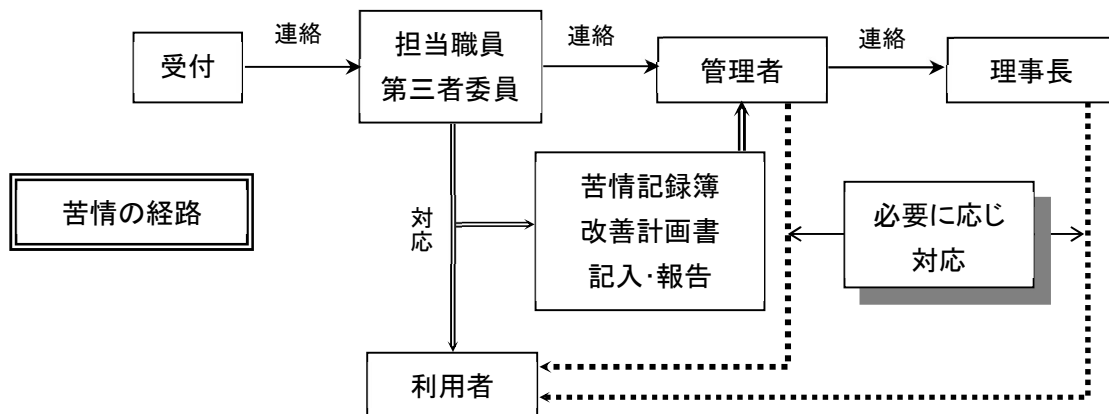 受付
連絡
担当職員
第三者委員
連絡
管理者
連絡
理事長
苦情の経路
対応
苦情記録簿
改善計画書
記入・報告
必要に応じ
対応
利用者